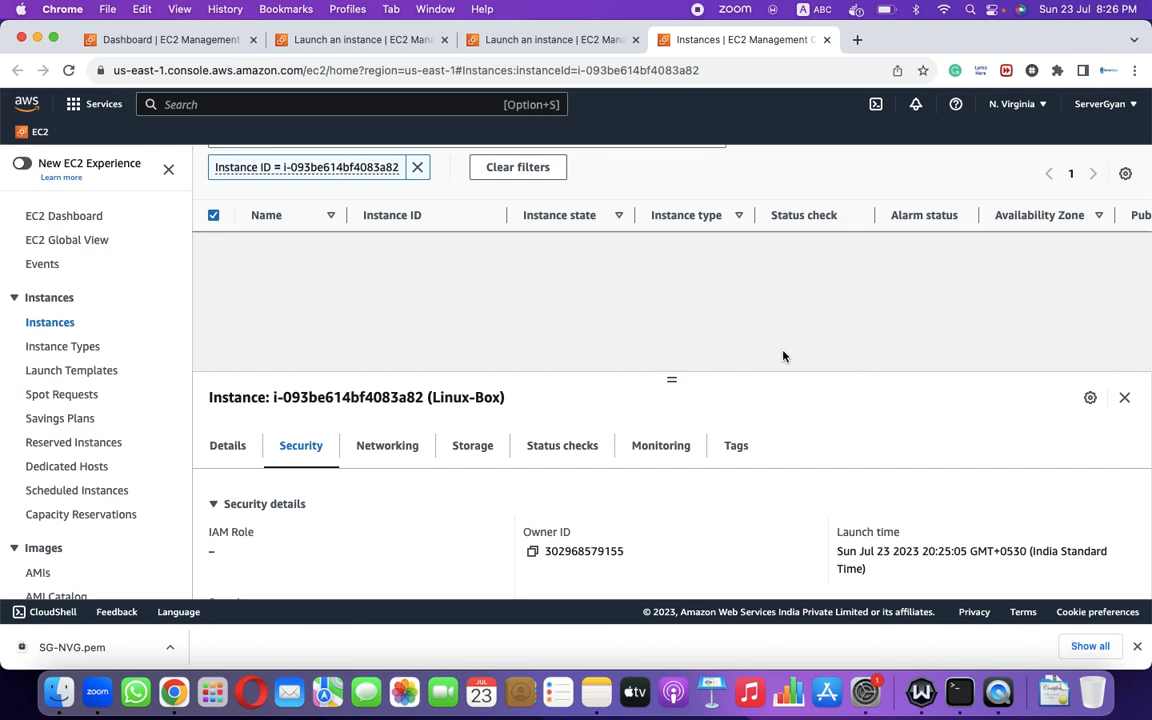 Chrome File Edit View History Bookmarks Profiles Tab Window Help zoom A ABC Sun 23 Jul 8:26 PM
Dashboard | EC2 Management Launch an instance | EC2 Mana Launch an instance | EC2 Mana Instances | EC2 Management C
us-east-1.console.aws.amazon.com/ec2/home?region=us-east-1#Instances:instanceId=i-093be614bf4083a82
aws Services Search [Option+S] N. Virginia ServerGyan
EC2
New EC2 Experience
Learn more
EC2 Dashboard
EC2 Global View
Events
Instances
Instances
Instance Types
Launch Templates
Spot Requests
Savings Plans
Reserved Instances
Dedicated Hosts
Scheduled Instances
Capacity Reservations
Images
AMIs
AMI Catalog
Instance ID = i-093be614bf4083a82 Clear filters 1
Name Instance ID Instance state Instance type Status check Alarm status Availability Zone Pub
Instance: i-093be614bf4083a82 (Linux-Box)
Details Security Networking Storage Status checks Monitoring Tags
Security details
IAM Role Owner ID Launch time
– 302968579155 Sun Jul 23 2023 20:25:05 GMT+0530 (India Standard
Time)
CloudShell Feedback Language © 2023, Amazon Web Services India Private Limited or its affiliates. Privacy Terms Cookie preferences
SG-NVG.pem Show all
zoom JUL 23 tv 1